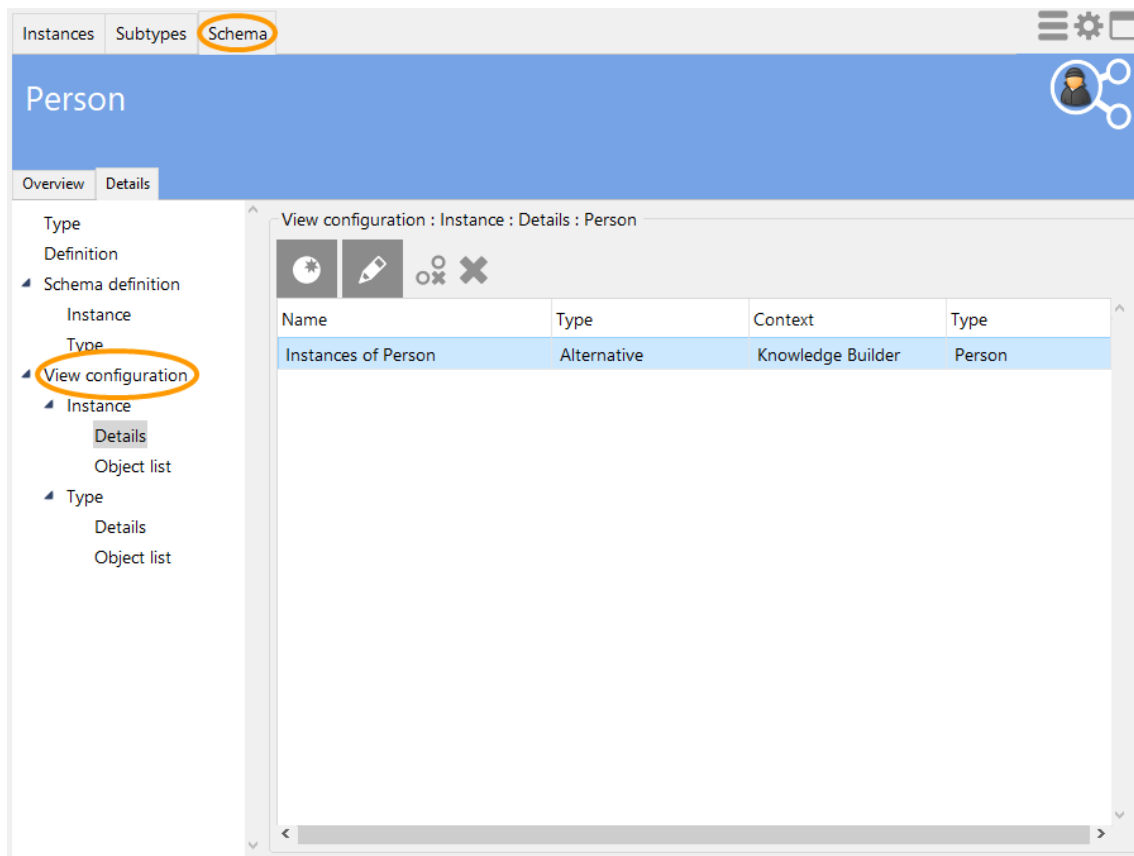 Instances Subtypes Schema
Person
Overview Details
Type
Definition
Schema definition
Instance
Type
View configuration
Instance
Details
Object list
Type
Details
Object list
View configuration : Instance : Details : Person
Name Type Context Type
Instances of Person Alternative Knowledge Builder Person